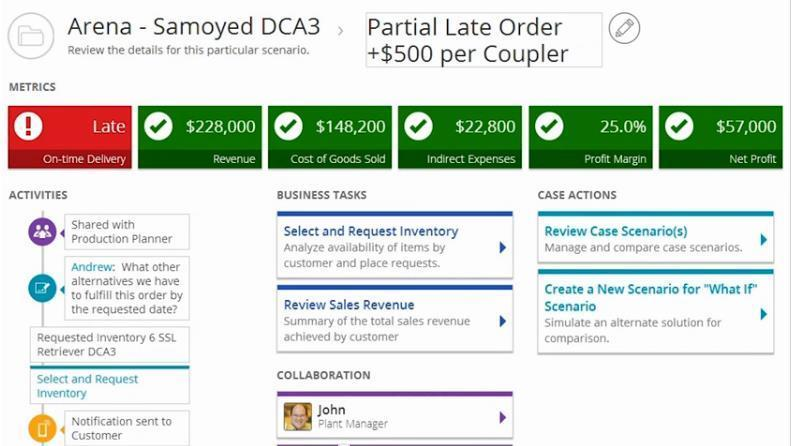 Arena - Samoyed DCA3
Review the details for this particular scenario.
Partial Late Order
+$500 per Coupler
METRICS
Late
On-time Delivery
$228,000
Revenue
$148,200
Cost of Goods Sold
$22,800
Indirect Expenses
25.0%
Profit Margin
$57,000
Net Profit
ACTIVITIES
Shared with
Production Planner
Andrew: What other
alternatives we have
to fulfill this order by
the requested date?
Requested Inventory 6 SSL
Retriever DCA3
Select and Request
Inventory
Notification sent to
Customer
BUSINESS TASKS
Select and Request Inventory
Analyze availability of items by
customer and place requests.
Review Sales Revenue
Summary of the total sales revenue
achieved by customer
COLLABORATION
John
Plant Manager
CASE ACTIONS
Review Case Scenario(s)
Manage and compare case scenarios.
Create a New Scenario for "What If"
Scenario
Simulate an alternate solution for
comparison.